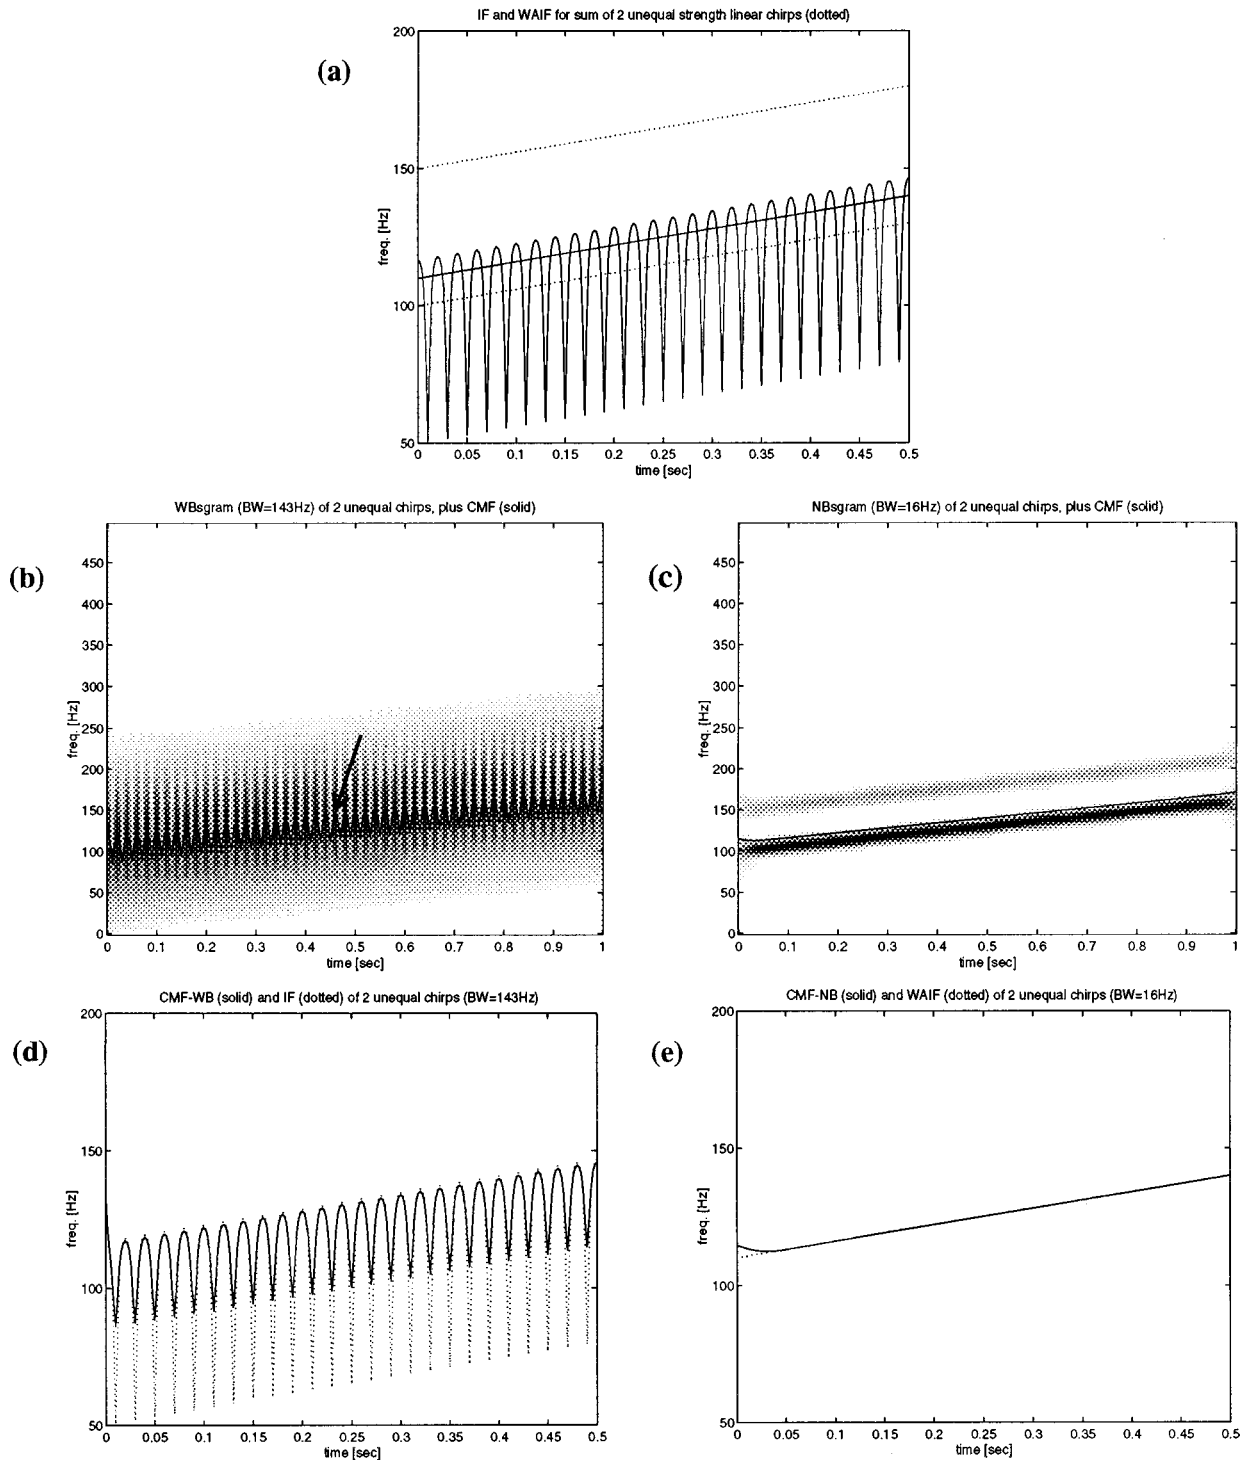 IF and WAIF for sum of 2 unequal strength linear chirps (dotted)
(a)
200
150
100
50
freq. [Hz]
0 0.05 0.1 0.15 0.2 0.25 0.3 0.35 0.4 0.45 0.5
time [sec]
WBsgram (BW=143Hz) of 2 unequal chirps, plus CMF (solid)
(b)
450
400
350
300
250
200
150
100
50
0
freq. [Hz]
0 0.1 0.2 0.3 0.4 0.5 0.6 0.7 0.8 0.9 1
time [sec]
NBsgram (BW=16Hz) of 2 unequal chirps, plus CMF (solid)
(c)
450
400
350
300
250
200
150
100
50
0
freq. [Hz]
0 0.1 0.2 0.3 0.4 0.5 0.6 0.7 0.8 0.9 1
time [sec]
CMF-WB (solid) and IF (dotted) of 2 unequal chirps (BW=143Hz)
(d)
200
150
100
50
freq. [Hz]
0 0.05 0.1 0.15 0.2 0.25 0.3 0.35 0.4 0.45 0.5
time [sec]
CMF-NB (solid) and WAIF (dotted) of 2 unequal chirps (BW=16Hz)
(e)
200
150
100
50
freq. [Hz]
0 0.05 0.1 0.15 0.2 0.25 0.3 0.35 0.4 0.45 0.5
time [sec]